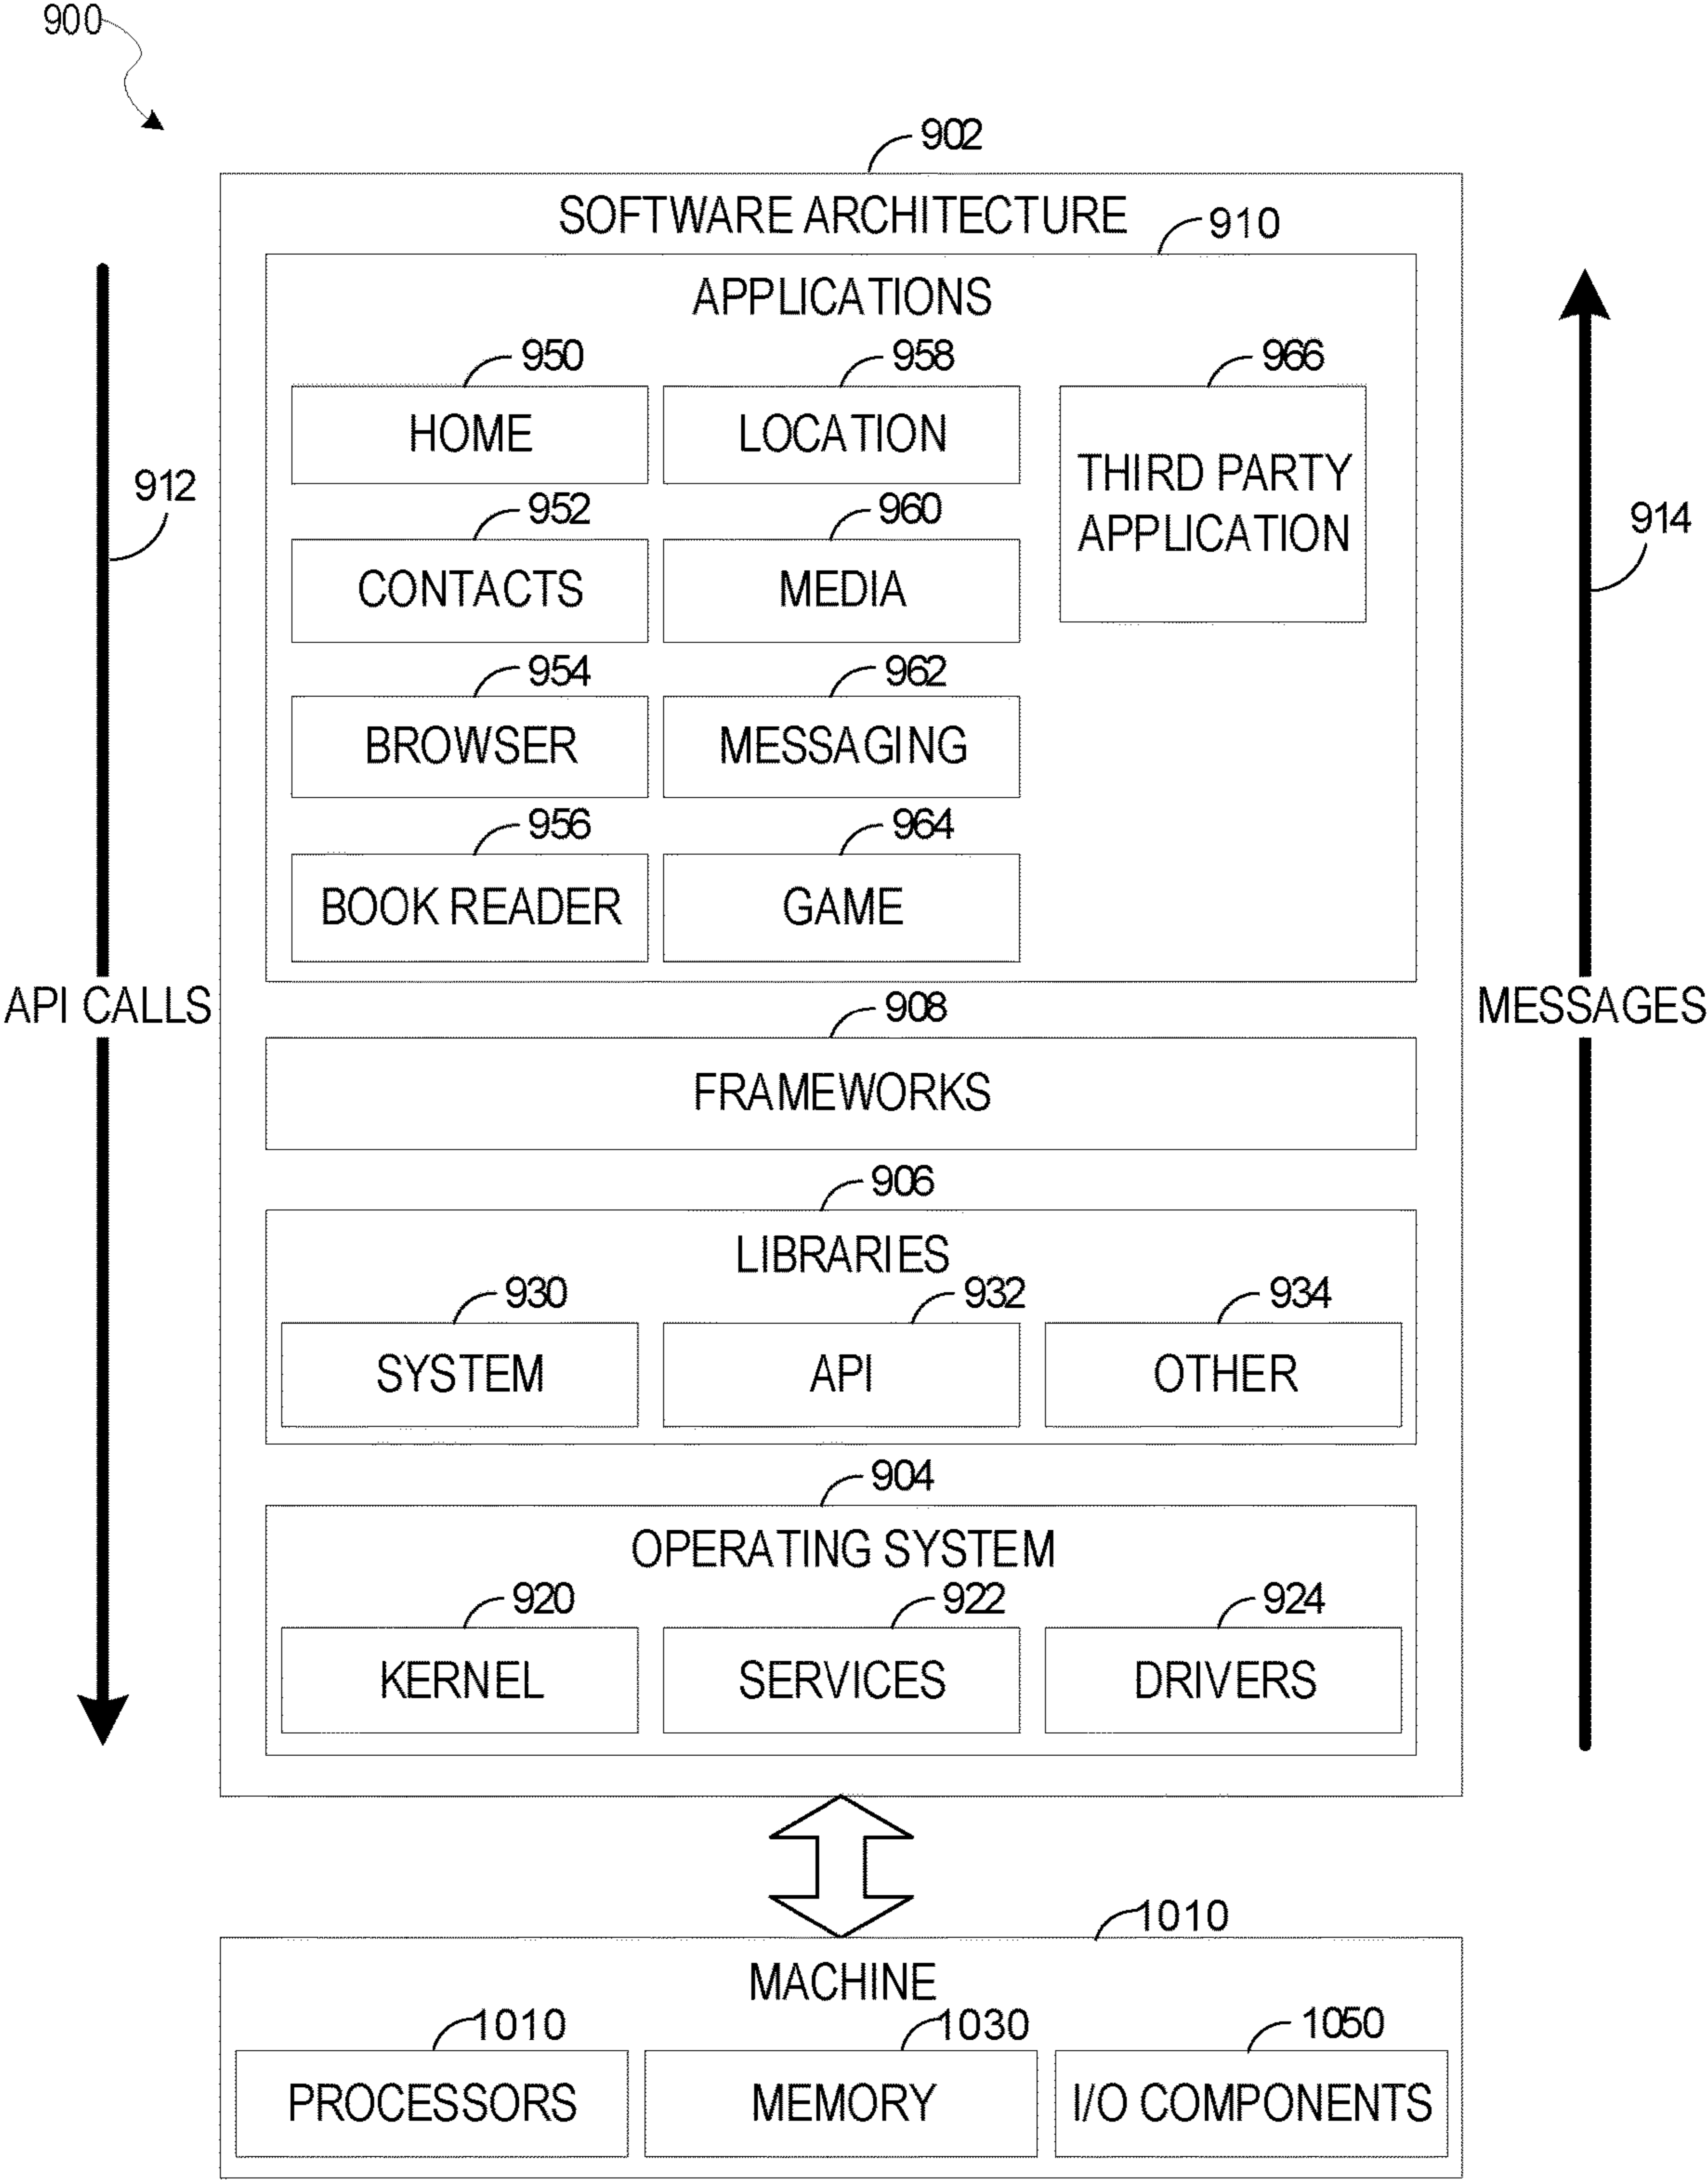 900
902
SOFTWARE ARCHITECTURE
910
APPLICATIONS
950
958
966
HOME
LOCATION
THIRD PARTY
APPLICATION
912
914
952
960
CONTACTS
MEDIA
954
962
BROWSER
MESSAGING
956
964
BOOK READER
GAME
API CALLS
MESSAGES
908
FRAMEWORKS
906
LIBRARIES
930
932
934
SYSTEM
API
OTHER
904
OPERATING SYSTEM
920
922
924
KERNEL
SERVICES
DRIVERS
1010
MACHINE
1010
1030
1050
PROCESSORS
MEMORY
I/O COMPONENTS